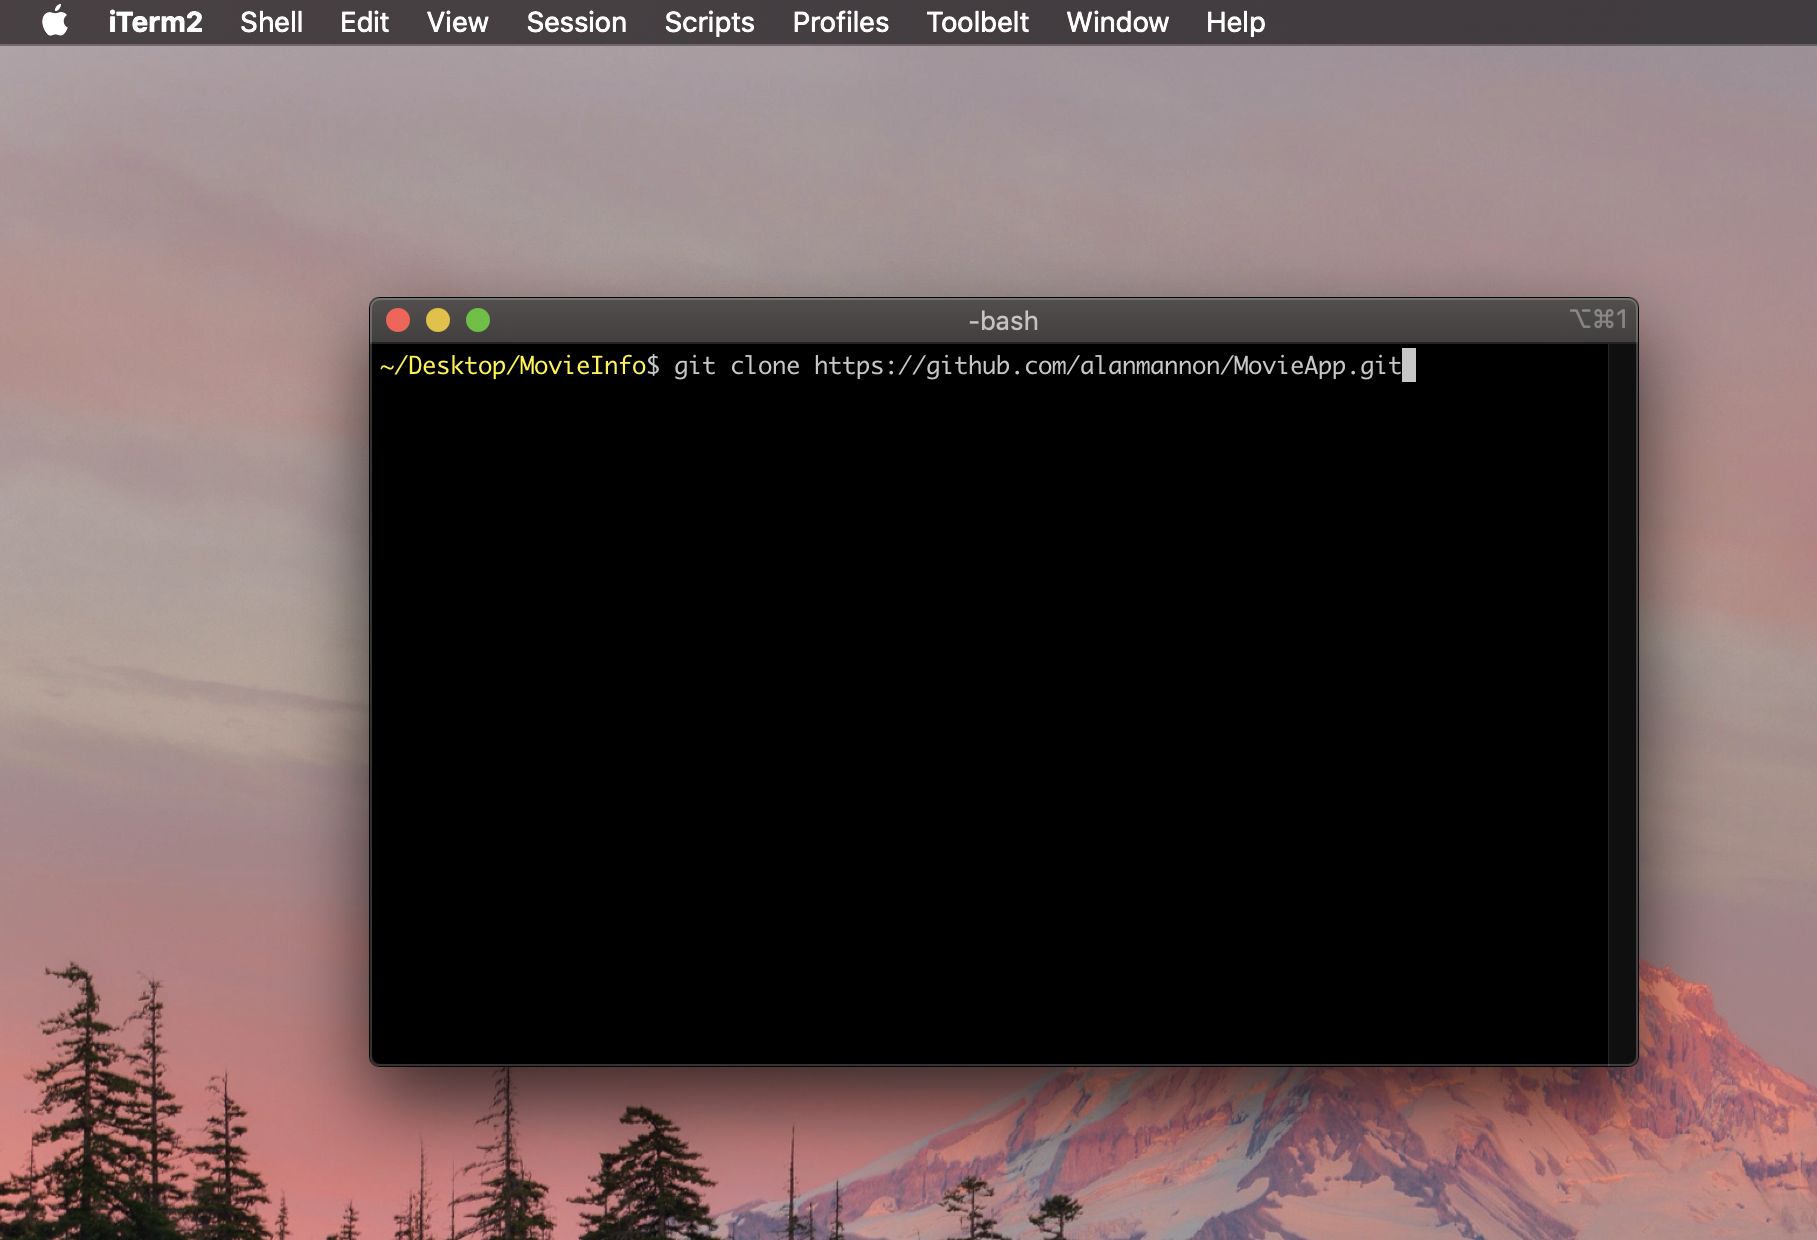 iTerm2 Shell Edit View Session Scripts Profiles Toolbelt Window Help
-bash ⌥⌘1
~/Desktop/MovieInfo$ git clone https://github.com/alanmannon/MovieApp.git